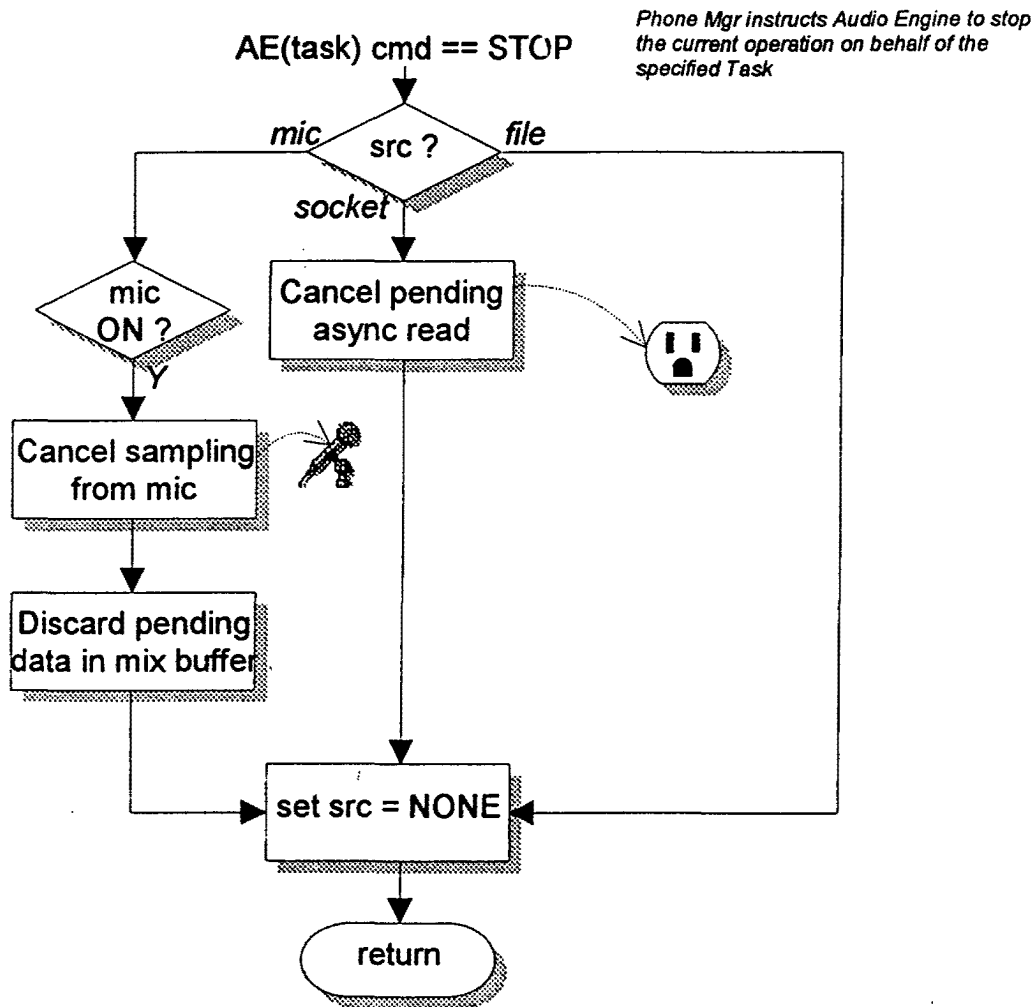 Phone Mgr instructs Audio Engine to stop
the current operation on behalf of the
specified Task
AE(task) cmd == STOP
mic
src ?
file
socket
mic
ON ?
Y
Cancel pending
async read
Cancel sampling
from mic
Discard pending
data in mix buffer
set src = NONE
return